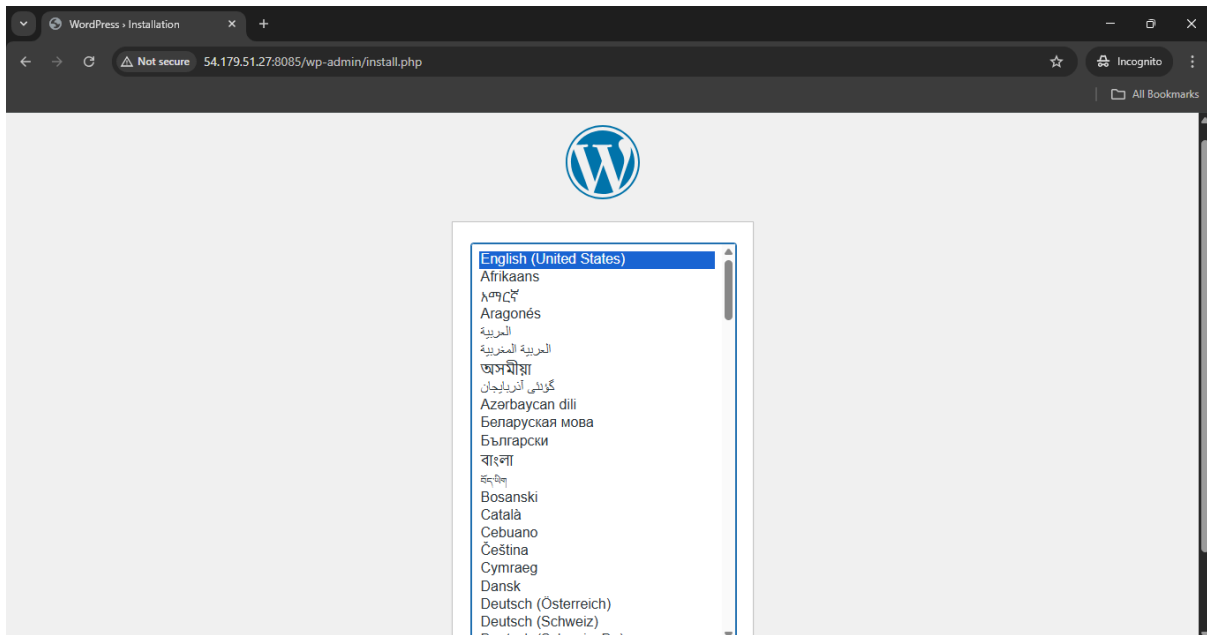 WordPress › Installation
Not secure 54.179.51.27:8085/wp-admin/install.php
Incognito
All Bookmarks
English (United States)
Afrikaans
አማርኛ
Aragonés
العربية
العربية المغربية
অসমীয়া
گؤنئی آذربایجان
Azərbaycan dili
Беларуская мова
Български
বাংলা
བོད་ཡིག
Bosanski
Català
Cebuano
Čeština
Cymraeg
Dansk
Deutsch (Österreich)
Deutsch (Schweiz)